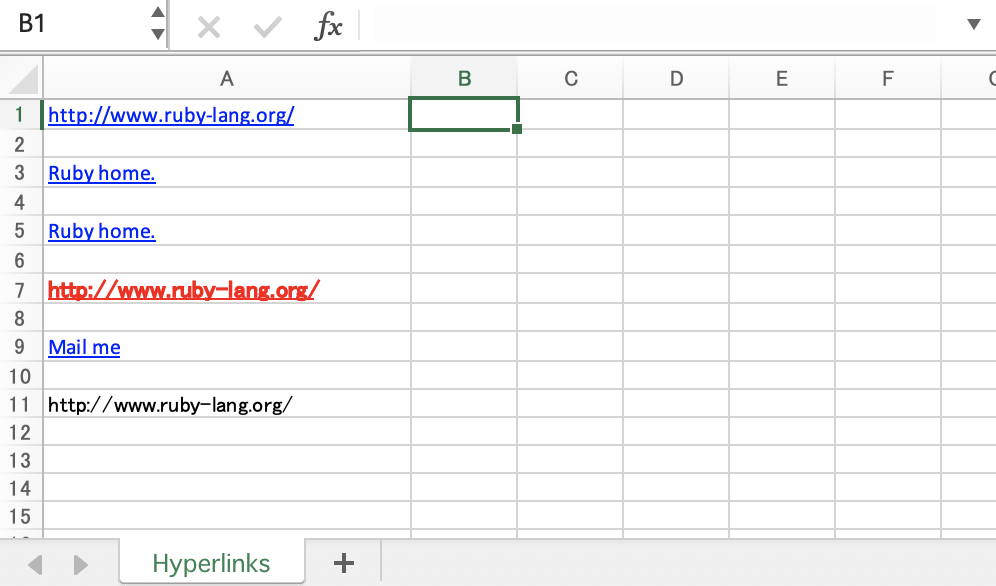 B1
fx
A B C D E F
1 http://www.ruby-lang.org/
2
3 Ruby home.
4
5 Ruby home.
6
7 http://www.ruby-lang.org/
8
9 Mail me
10
11 http://www.ruby-lang.org/
12
13
14
15
Hyperlinks +